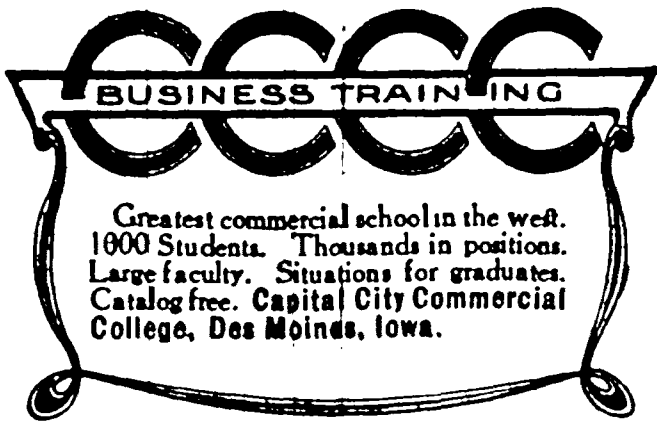 CCCC
BUSINESS TRAINING
Greatest commercial school in the west.
1000 Students. Thousands in positions.
Large faculty. Situations for graduates.
Catalog free. Capital City Commercial
College, Des Moines, Iowa.